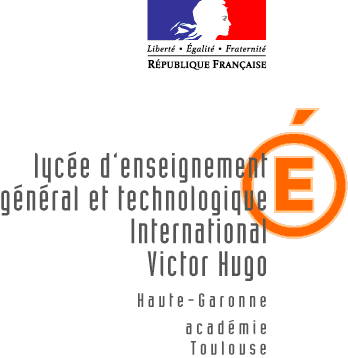 Liberté • Égalité • Fraternité
RÉPUBLIQUE FRANÇAISE
É
lycée d'enseignement
général et technologique
International
Victor Hugo
Haute-Garonne
académie
Toulouse